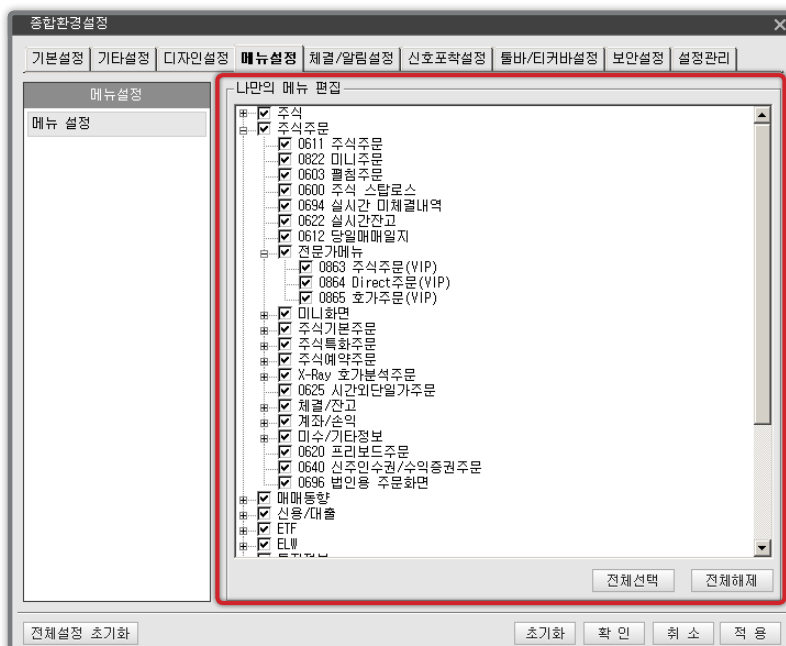 종합환경설정
기본설정 기타설정 디자인설정 메뉴설정 체결/알림설정 신호포착설정 툴바/티커바설정 보안설정 설정관리
메뉴설정
메뉴 설정
나만의 메뉴 편집
주식
주식주문
0611 주식주문
0822 미니주문
0603 펼침주문
0600 주식 스탑로스
0694 실시간 미체결내역
0622 실시간잔고
0612 당일매매일지
전문가메뉴
0863 주식주문(VIP)
0864 Direct주문(VIP)
0865 호가주문(VIP)
미니화면
주식기본주문
주식특화주문
주식예약주문
X-Ray 호가분석주문
0625 시간외단일가주문
체결/잔고
계좌/손익
미수/기타정보
0620 프리보드주문
0640 신주인수권/수익증권주문
0696 법인용 주문화면
매매동향
신용/대출
ETF
ELW
전체선택 전체해제
전체설정 초기화 초기화 확 인 취 소 적 용